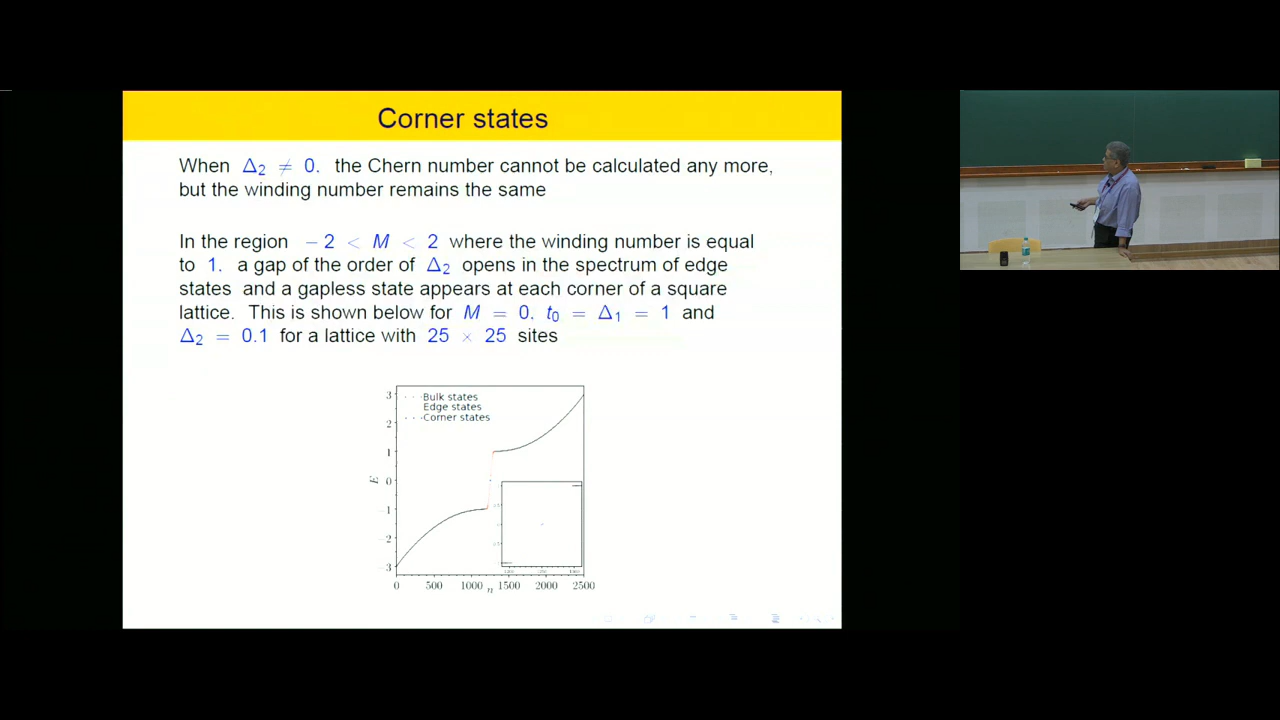 Corner states
When Δ₂ ≠ 0. the Chern number cannot be calculated any more,
but the winding number remains the same
In the region − 2 < M < 2 where the winding number is equal
to 1. a gap of the order of Δ₂ opens in the spectrum of edge
states and a gapless state appears at each corner of a square
lattice. This is shown below for M = 0. t₀ = Δ₁ = 1 and
Δ₂ = 0.1 for a lattice with 25 × 25 sites
Bulk states
Edge states
Corner states
3
2
1
0
−1
−2
−3
E
0 500 1000 1500 2000 2500
n